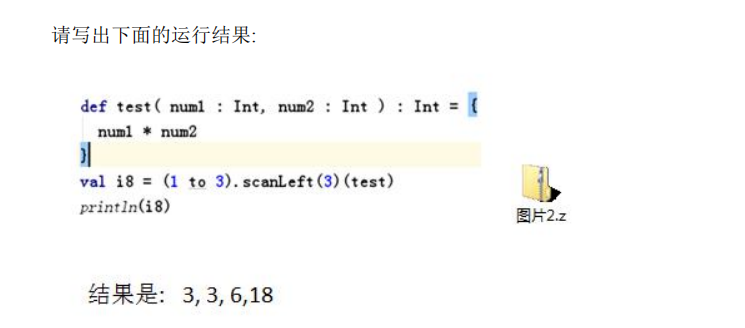 请写出下面的运行结果:
def test( num1 : Int, num2 : Int ) : Int = {
num1 * num2
}
val i8 = (1 to 3).scanLeft(3)(test)
println(i8)
图片2.z
结果是: 3, 3, 6,18